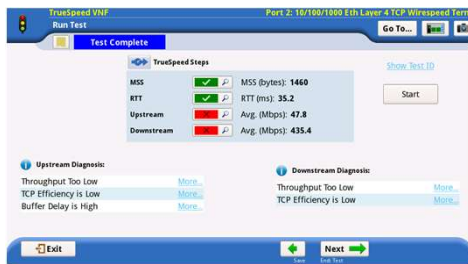 TrueSpeed VNF
Port 2: 10/100/1000 Eth Layer 4 TCP Wirespeed Term
Run Test
Go To...
Test Complete
TrueSpeed Steps
Show Test ID
MSS
MSS (bytes): 1460
RTT
RTT (ms): 35.2
Start
Upstream
X
Avg. (Mbps): 47.8
Downstream
X
Avg. (Mbps): 435.4
Upstream Diagnosis:
Throughput Too Low More...
TCP Efficiency is Low More...
Buffer Delay is High More...
Downstream Diagnosis:
Throughput Too Low More...
TCP Efficiency is Low More...
Exit
Next
Save
End Test